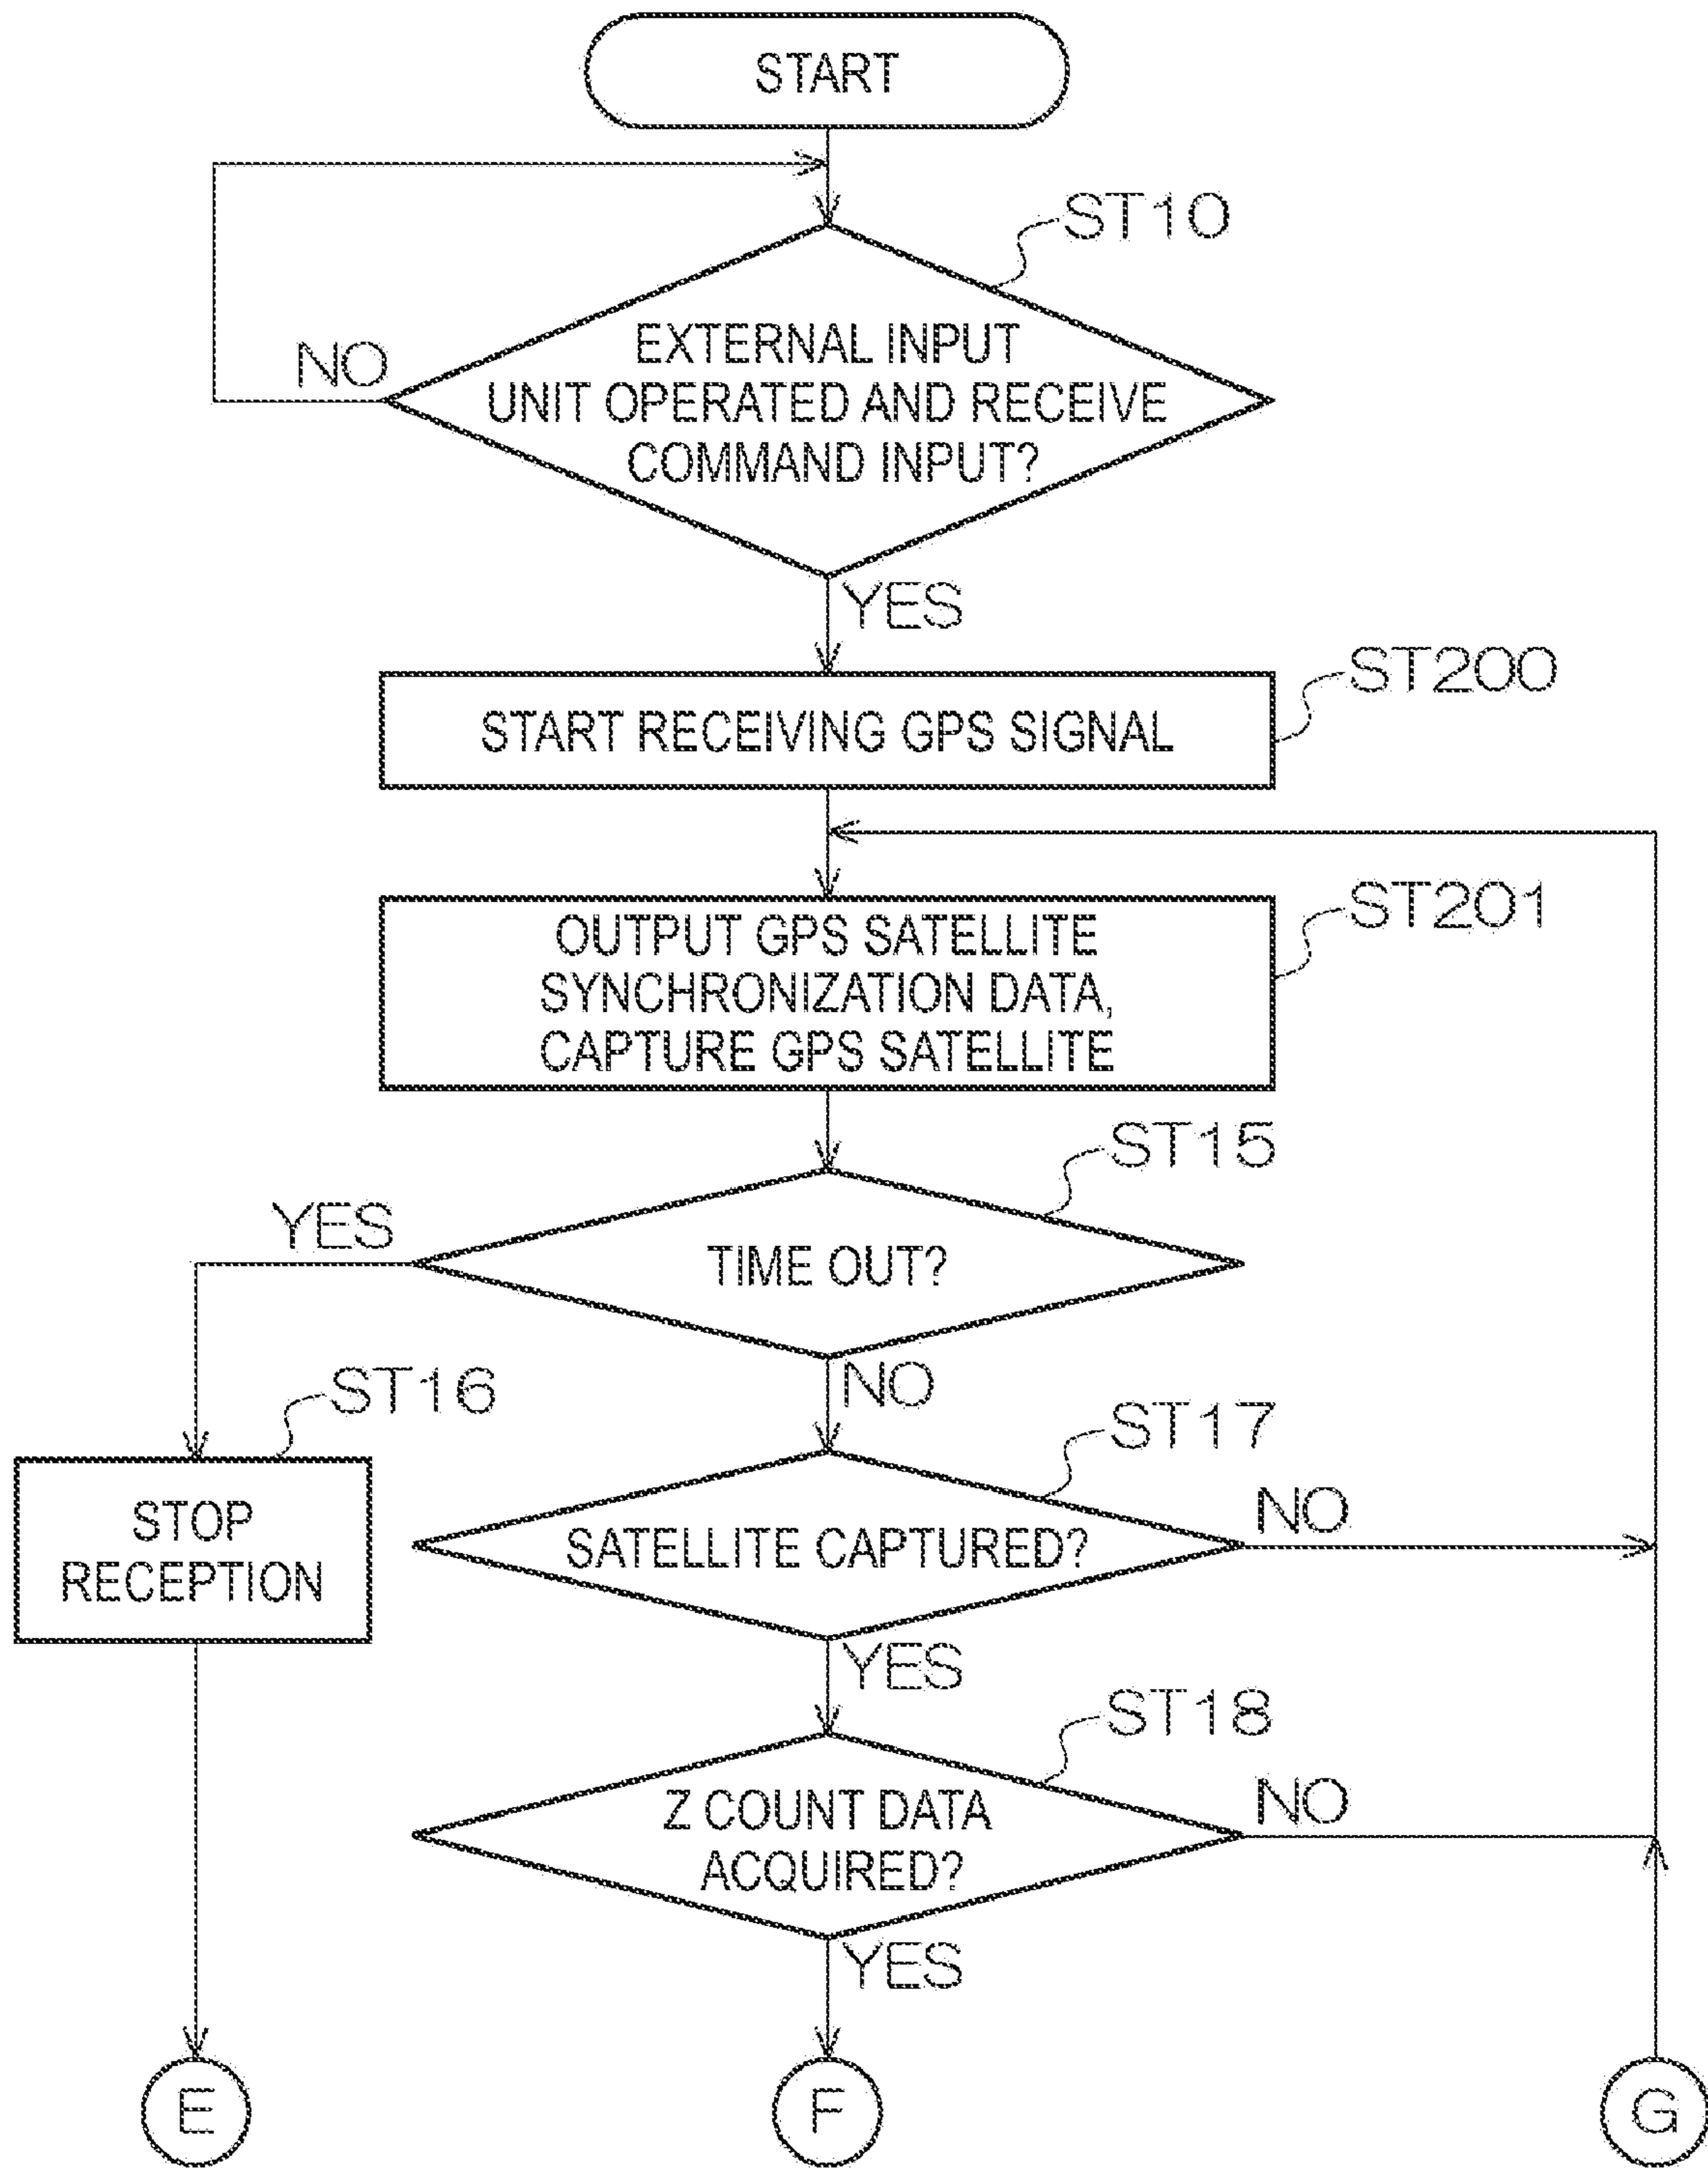 START
ST10
EXTERNAL INPUT
UNIT OPERATED AND RECEIVE
COMMAND INPUT?
NO
YES
ST200
START RECEIVING GPS SIGNAL
ST201
OUTPUT GPS SATELLITE
SYNCHRONIZATION DATA,
CAPTURE GPS SATELLITE
ST15
YES
TIME OUT?
NO
ST16
STOP
RECEPTION
ST17
SATELLITE CAPTURED?
NO
YES
ST18
Z COUNT DATA
ACQUIRED?
NO
YES
E
F
G